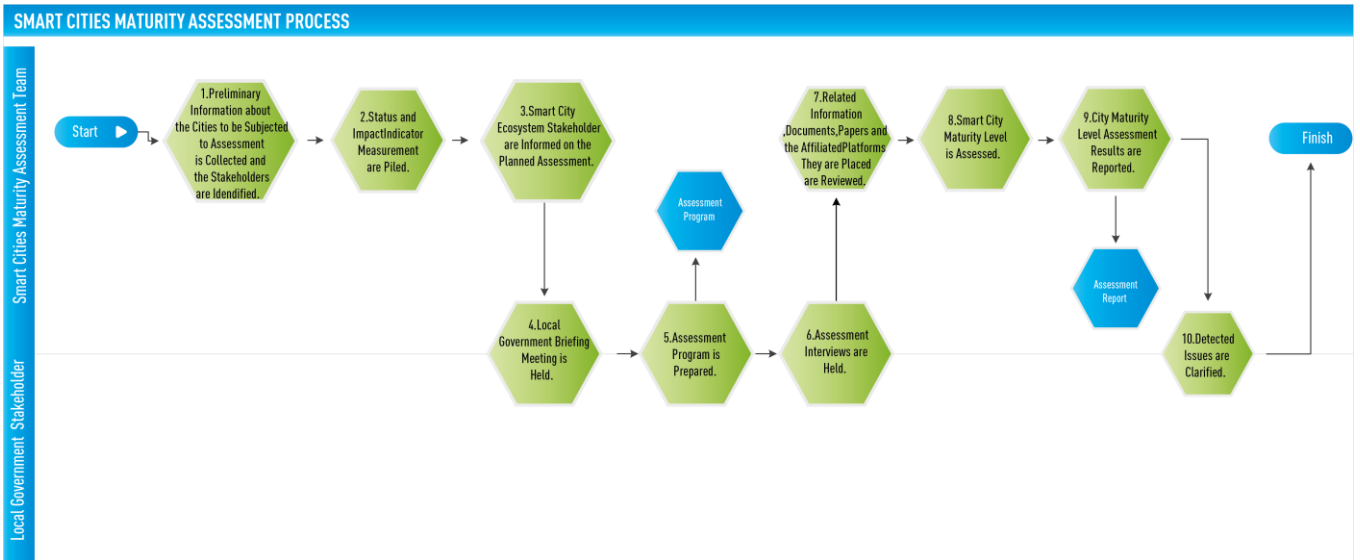 SMART CITIES MATURITY ASSESSMENT PROCESS
Smart Cities Maturity Assessment Team
Local Government Stakeholder
Start
1.Preliminary
Information about
the Cities to be Subjected
to Assessment
is Collected and
the Stakeholders
are Idendified.
2.Status and
ImpactIndicator
Measurement
are Piled.
3.Smart City
Ecosystem Stakeholder
are Informed on the
Planned Assessment.
4.Local
Government Briefing
Meeting is
Held.
Assessment
Program
5.Assessment
Program is
Prepared.
6.Assessment
Interviews are
Held.
7.Related
Information
,Documents,Papers and
the AffiliatedPlatforms
They are Placed
are Reviewed.
8.Smart City
Maturity Level
is Assessed.
9.City Maturity
Level Assessment
Results are
Reported.
Assessment
Report
10.Detected
Issues are
Clarified.
Finish